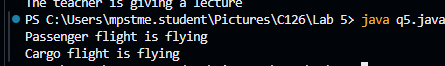 The teacher is giving a lecture
PS C:\Users\mpstme.student\Pictures\C126\Lab 5> java q5.java
Passenger flight is flying
Cargo flight is flying